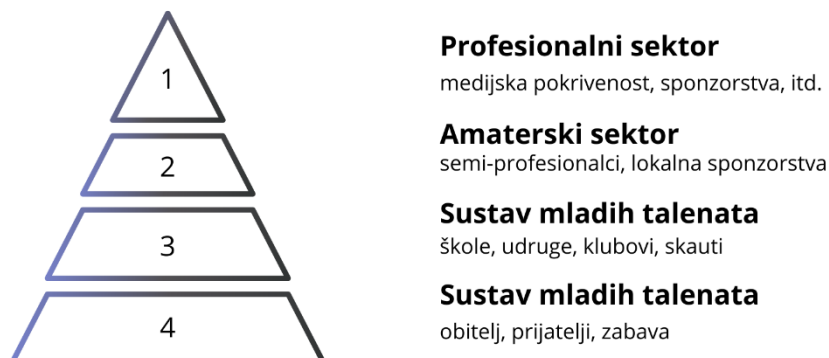 1
Profesionalni sektor
medijska pokrivenost, sponzorstva, itd.
2
Amaterski sektor
semi-profesionalci, lokalna sponzorstva
3
Sustav mladih talenata
škole, udruge, klubovi, skauti
4
Sustav mladih talenata
obitelj, prijatelji, zabava